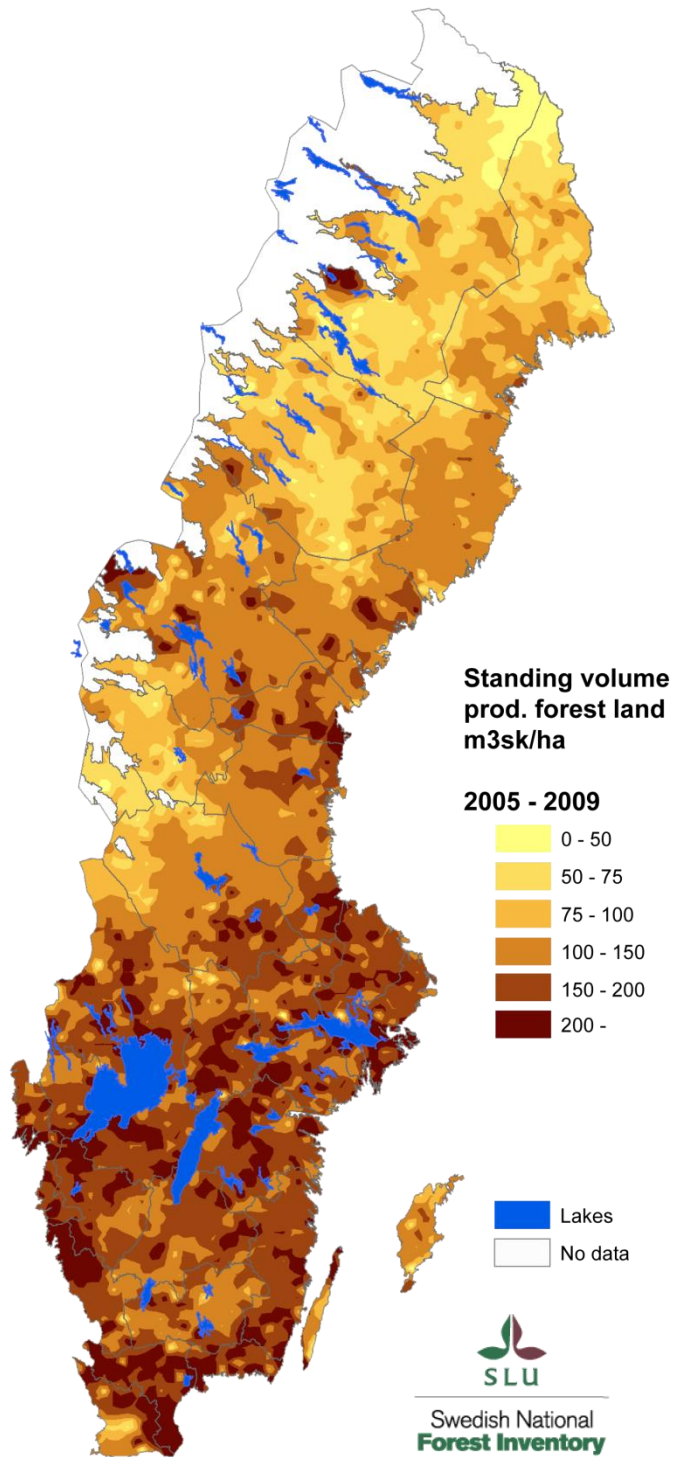 Standing volume
prod. forest land
m3sk/ha
2005 - 2009
0 - 50
50 - 75
75 - 100
100 - 150
150 - 200
200 -
Lakes
No data
SLU
Swedish National
Forest Inventory